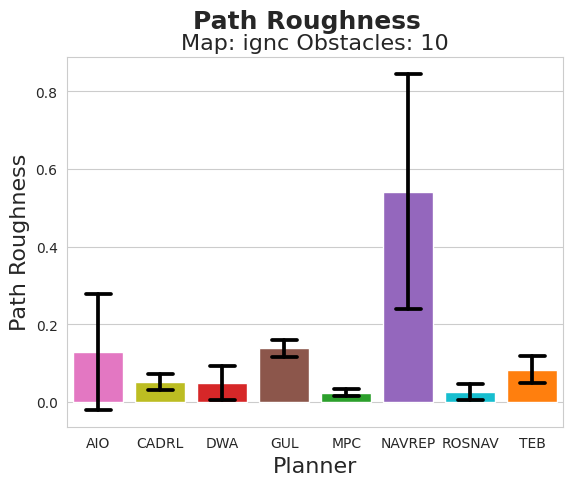 Path Roughness
Map: ignc Obstacles: 10
Path Roughness
0.8
0.6
0.4
0.2
0.0
AIO CADRL DWA GUL MPC NAVREP ROSNAV TEB
Planner